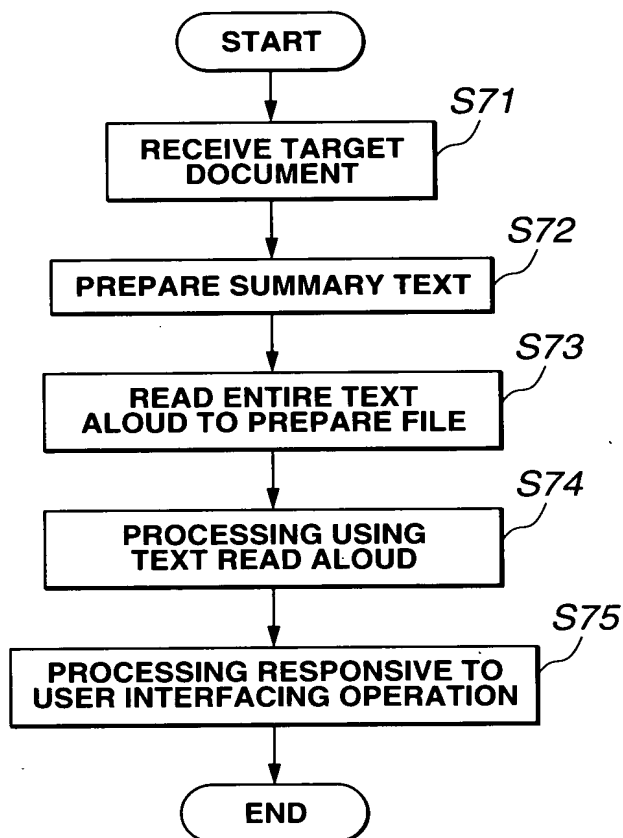 START
S71
RECEIVE TARGET
DOCUMENT
S72
PREPARE SUMMARY TEXT
S73
READ ENTIRE TEXT
ALOUD TO PREPARE FILE
S74
PROCESSING USING
TEXT READ ALOUD
S75
PROCESSING RESPONSIVE TO
USER INTERFACING OPERATION
END